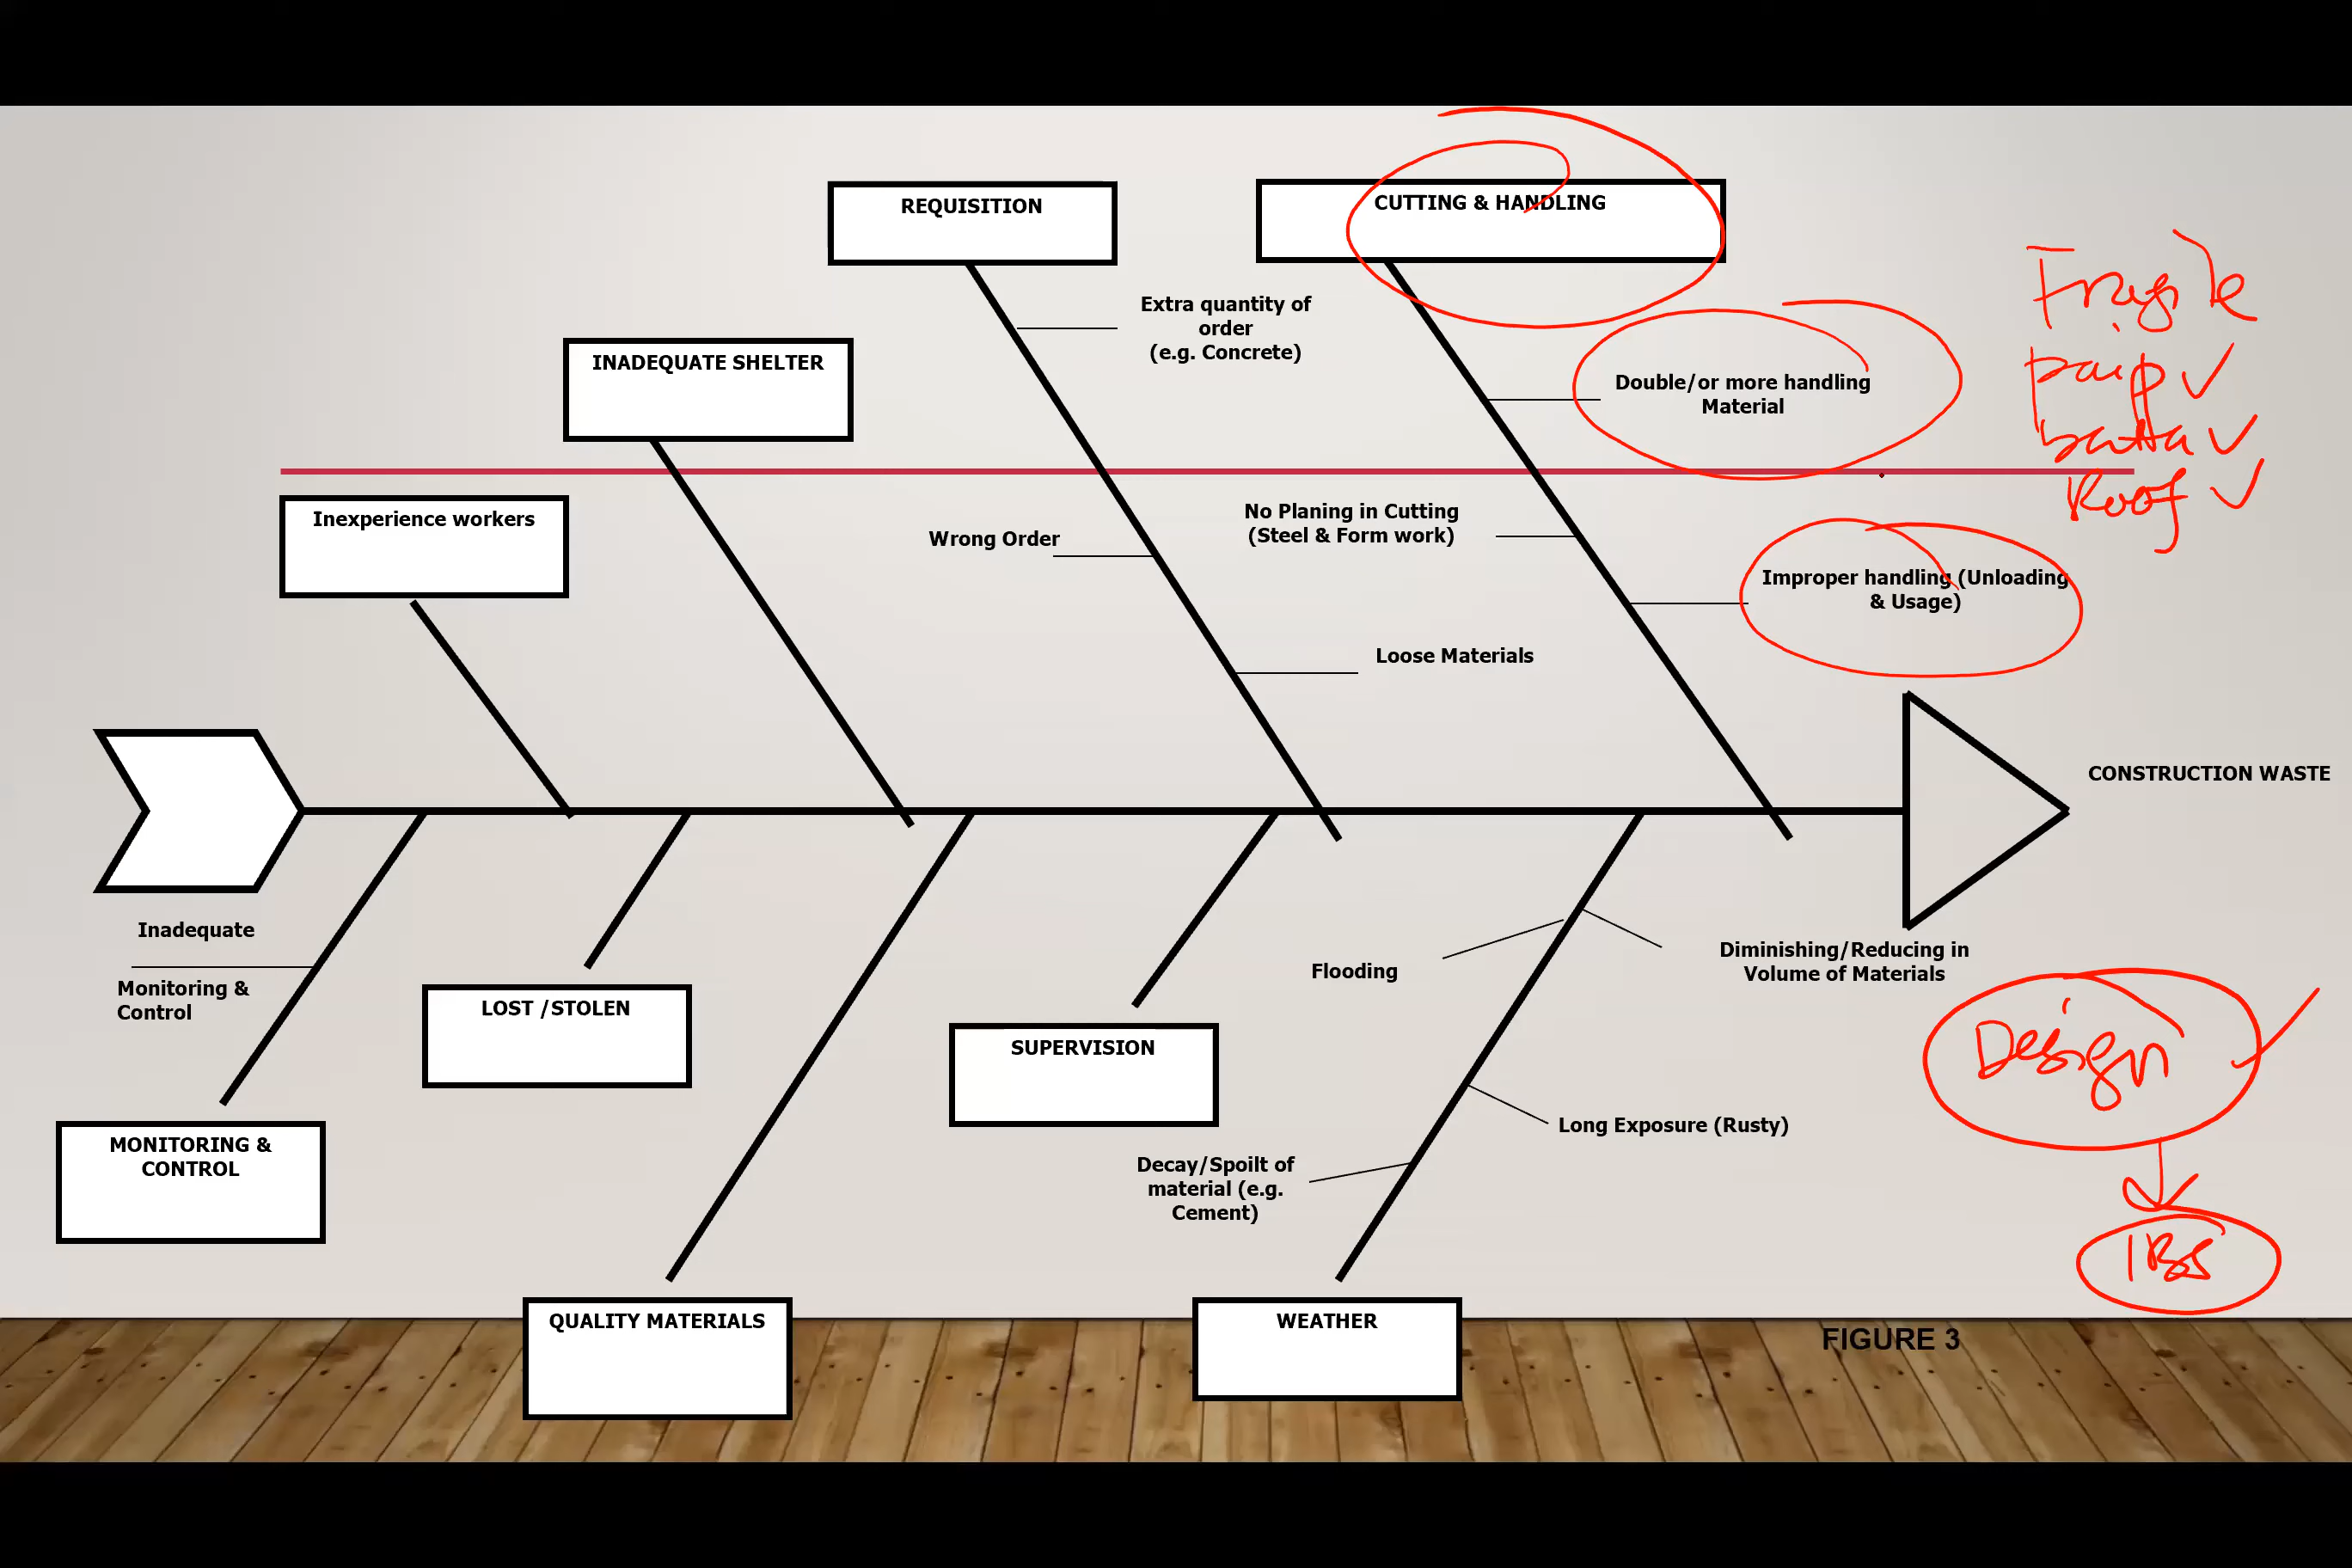 REQUISITION
CUTTING & HANDLING
Extra quantity of
order
(e.g. Concrete)
INADEQUATE SHELTER
Double/or more handling
Material
Fragile
paip
batta
Roof
Inexperience workers
Wrong Order
No Planing in Cutting
(Steel & Form work)
Improper handling (Unloading
& Usage)
Loose Materials
CONSTRUCTION WASTE
Inadequate
Monitoring &
Control
LOST /STOLEN
SUPERVISION
Flooding
Diminishing/Reducing in
Volume of Materials
Design
MONITORING &
CONTROL
Long Exposure (Rusty)
Decay/Spoilt of
material (e.g.
Cement)
IBS
QUALITY MATERIALS
WEATHER
FIGURE 3